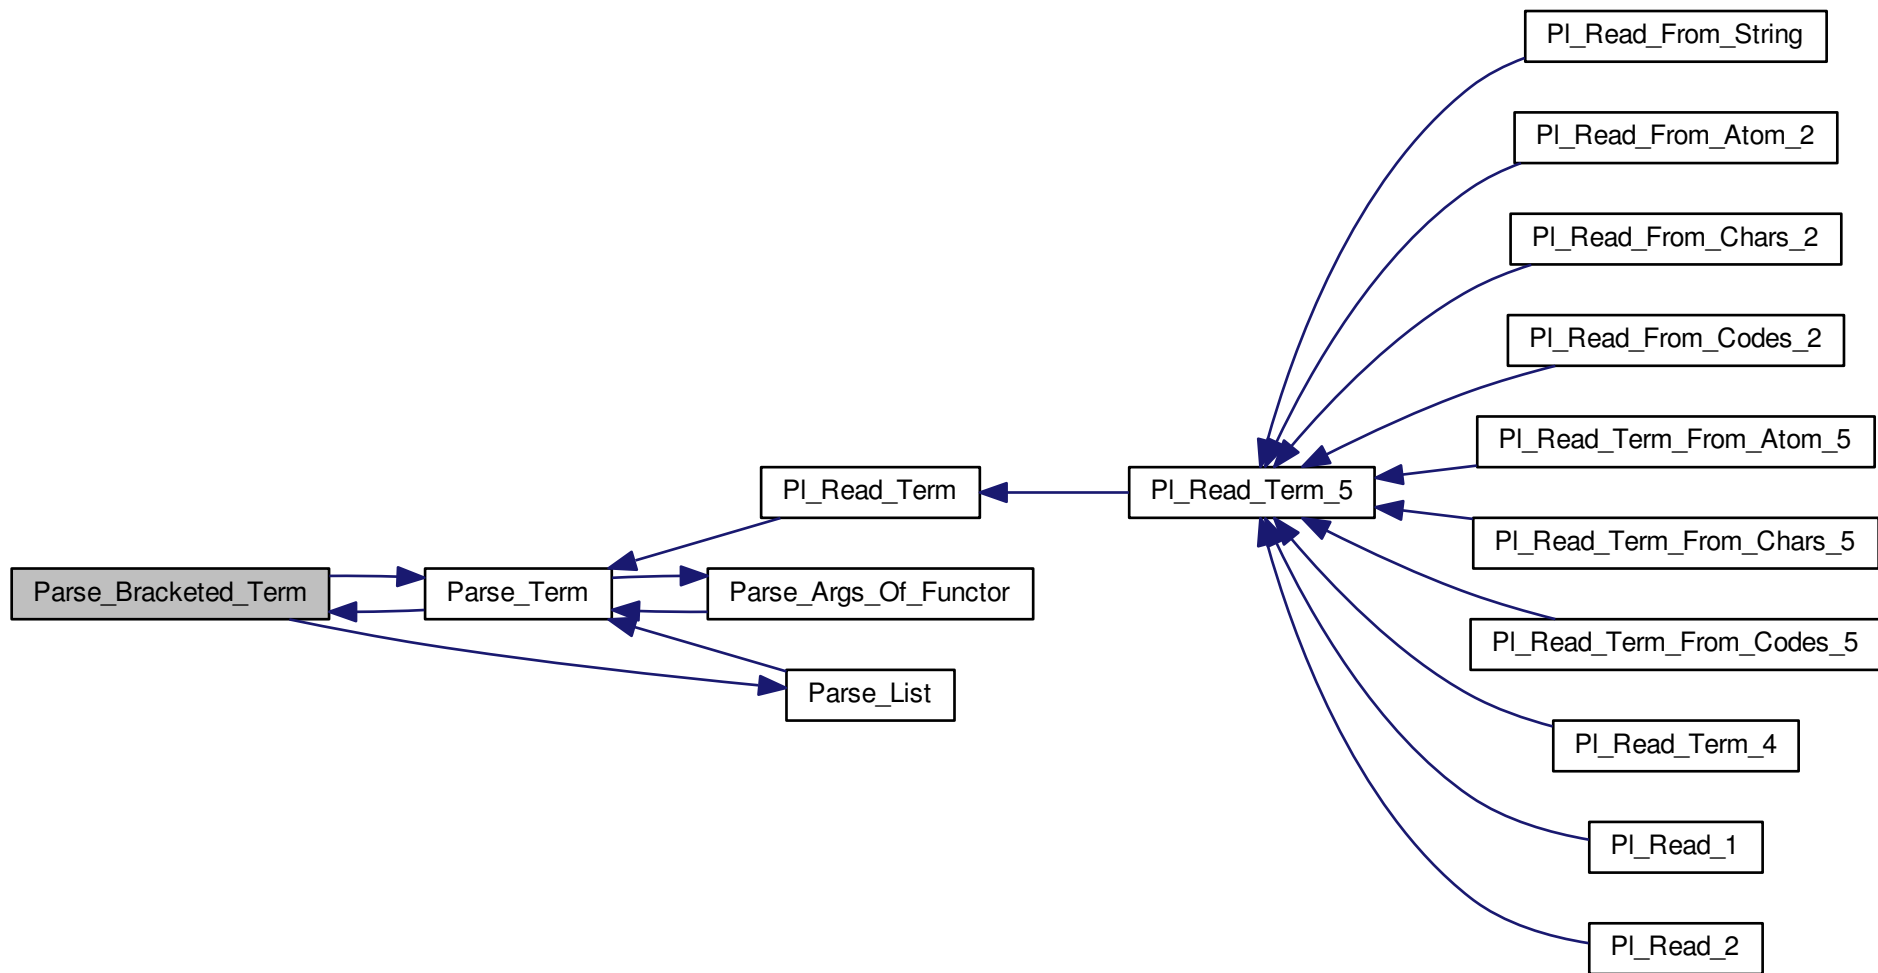 Pl_Read_From_String
Pl_Read_From_Atom_2
Pl_Read_From_Chars_2
Pl_Read_From_Codes_2
Pl_Read_Term_From_Atom_5
Pl_Read_Term
Pl_Read_Term_5
Pl_Read_Term_From_Chars_5
Parse_Bracketed_Term
Parse_Term
Parse_Args_Of_Functor
Pl_Read_Term_From_Codes_5
Parse_List
Pl_Read_Term_4
Pl_Read_1
Pl_Read_2